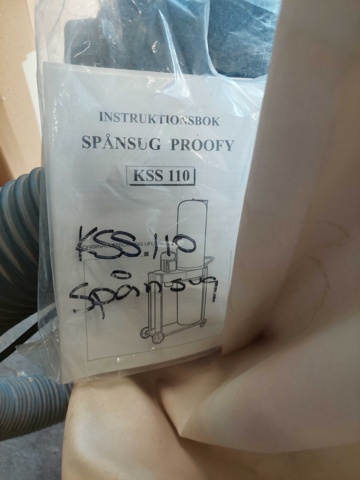 INSTRUKTIONSBOK
SPÅNSUG PROOFY
KSS 110
KSS.110
Spånsug